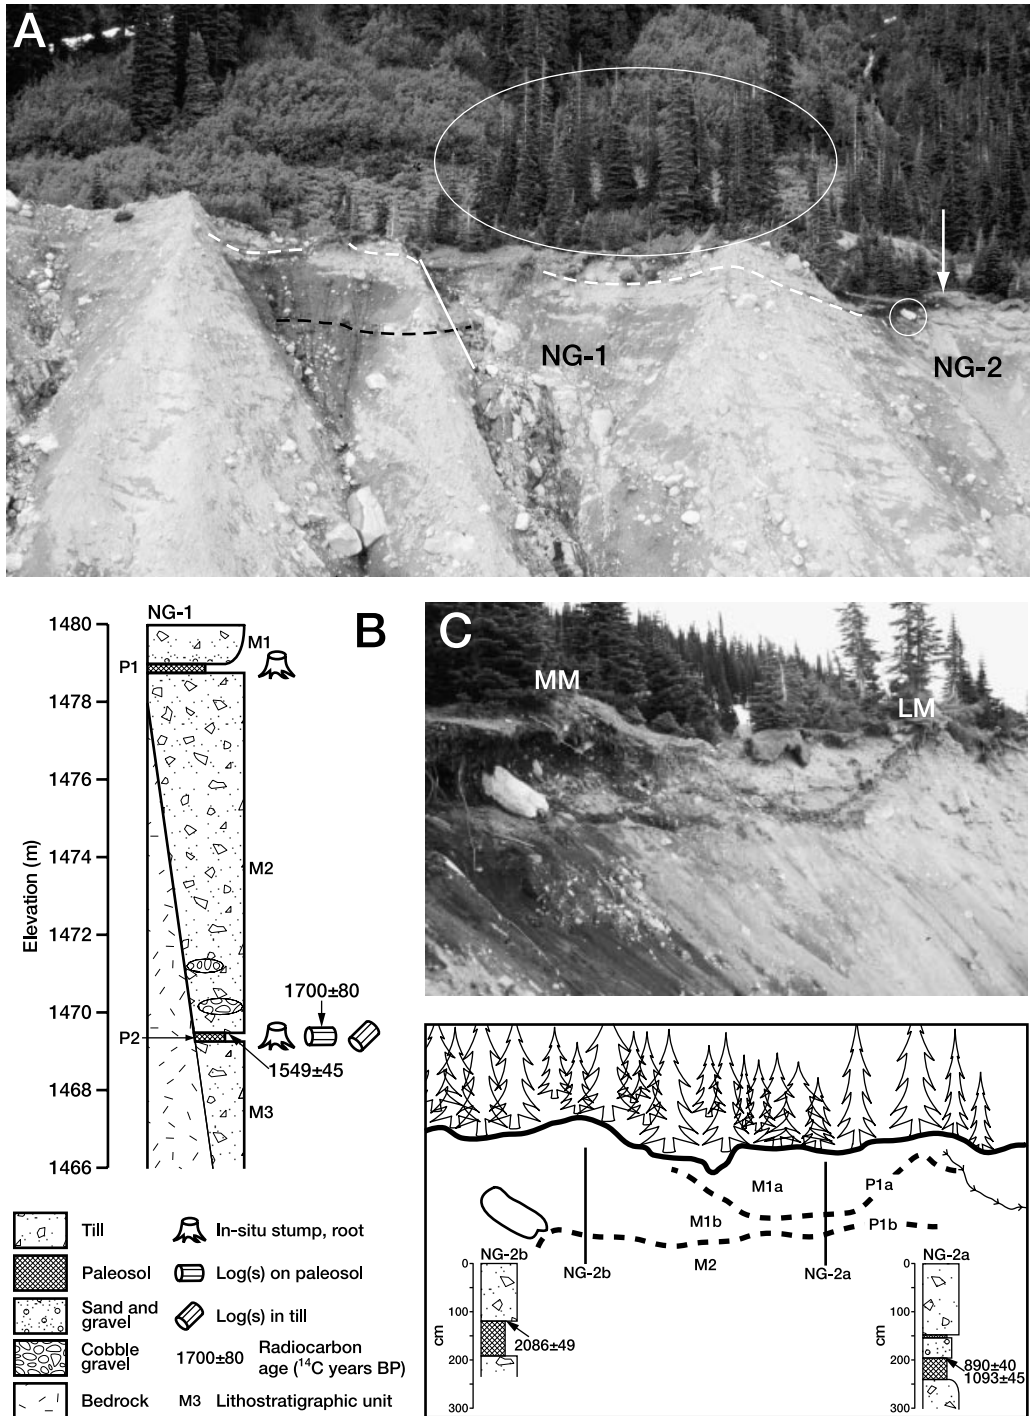 A
NG-1
NG-2
B
NG-1
1480
1478
1476
1474
1472
1470
1468
1466
Elevation (m)
M1
P1
M2
1700±80
P2
1549±45
M3
Till
Paleosol
Sand and gravel
Cobble gravel
Bedrock
In-situ stump, root
Log(s) on paleosol
Log(s) in till
1700±80 Radiocarbon age (¹⁴C years BP)
M3 Lithostratigraphic unit
C
MM
LM
M1a
P1a
M1b
P1b
M2
NG-2b
NG-2a
NG-2b
0
100
200
300
cm
2086±49
NG-2a
0
100
200
300
cm
890±40
1093±45